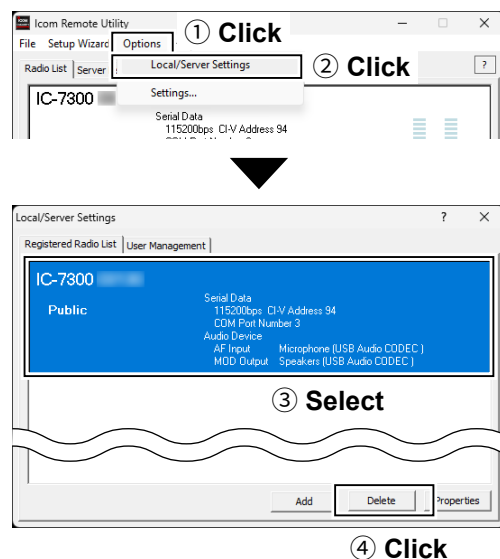 Icom Remote Utility
① Click
File Setup Wizard Options
Local/Server Settings
② Click
?
Radio List Server
Settings...
IC-7300
Serial Data
115200bps CI-V Address 94
Local/Server Settings ?
Registered Radio List User Management
IC-7300
Public
Serial Data
115200bps CI-V Address 94
COM Port Number 3
Audio Device
AF Input Microphone (USB Audio CODEC )
MOD Output Speakers (USB Audio CODEC )
③ Select
Add Delete Properties
④ Click